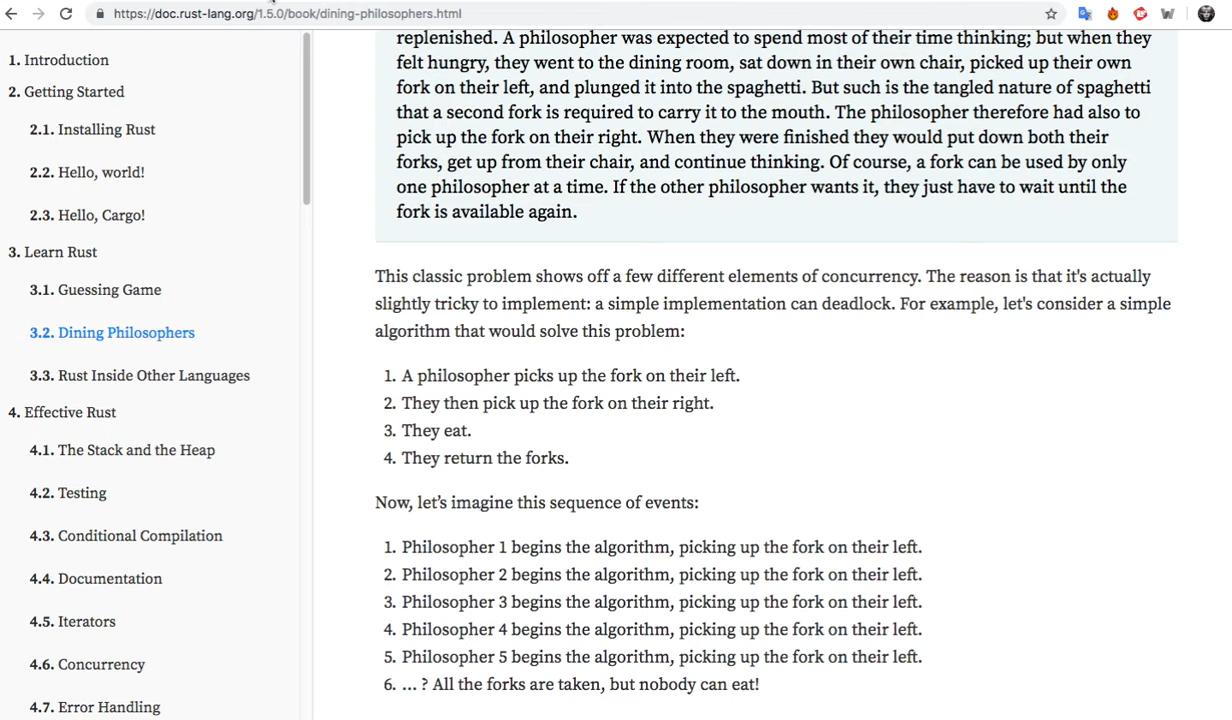 https://doc.rust-lang.org/1.5.0/book/dining-philosophers.html
1. Introduction
2. Getting Started
2.1. Installing Rust
2.2. Hello, world!
2.3. Hello, Cargo!
3. Learn Rust
3.1. Guessing Game
3.2. Dining Philosophers
3.3. Rust Inside Other Languages
4. Effective Rust
4.1. The Stack and the Heap
4.2. Testing
4.3. Conditional Compilation
4.4. Documentation
4.5. Iterators
4.6. Concurrency
4.7. Error Handling
replenished. A philosopher was expected to spend most of their time thinking; but when they
felt hungry, they went to the dining room, sat down in their own chair, picked up their own
fork on their left, and plunged it into the spaghetti. But such is the tangled nature of spaghetti
that a second fork is required to carry it to the mouth. The philosopher therefore had also to
pick up the fork on their right. When they were finished they would put down both their
forks, get up from their chair, and continue thinking. Of course, a fork can be used by only
one philosopher at a time. If the other philosopher wants it, they just have to wait until the
fork is available again.
This classic problem shows off a few different elements of concurrency. The reason is that it's actually
slightly tricky to implement: a simple implementation can deadlock. For example, let's consider a simple
algorithm that would solve this problem:
1. A philosopher picks up the fork on their left.
2. They then pick up the fork on their right.
3. They eat.
4. They return the forks.
Now, let’s imagine this sequence of events:
1. Philosopher 1 begins the algorithm, picking up the fork on their left.
2. Philosopher 2 begins the algorithm, picking up the fork on their left.
3. Philosopher 3 begins the algorithm, picking up the fork on their left.
4. Philosopher 4 begins the algorithm, picking up the fork on their left.
5. Philosopher 5 begins the algorithm, picking up the fork on their left.
6. ... ? All the forks are taken, but nobody can eat!